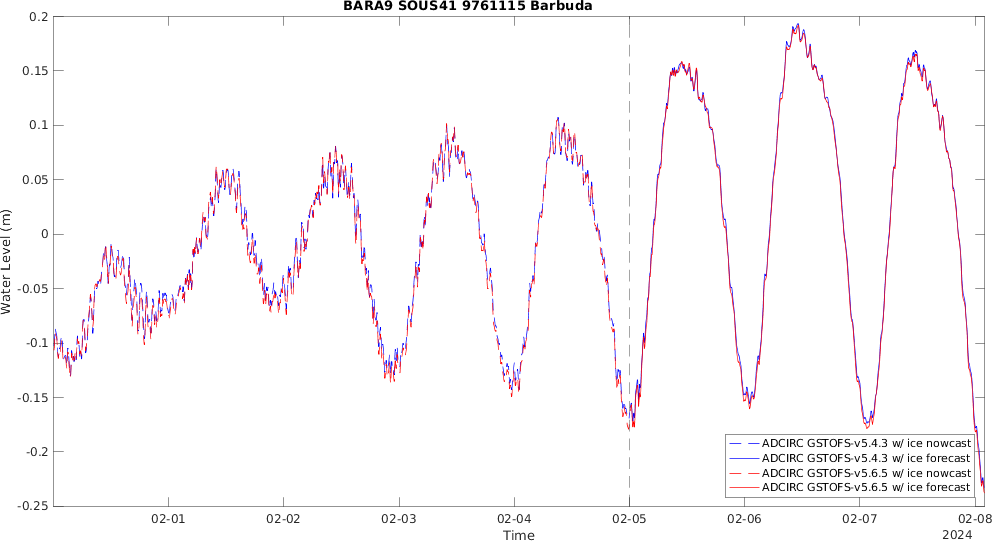 BARA9 SOUS41 9761115 Barbuda
0.2
0.15
0.1
0.05
0
-0.05
-0.1
-0.15
-0.2
-0.25
Water Level (m)
02-01 02-02 02-03 02-04 02-05 02-06 02-07 02-08
Time
2024
ADCIRC GSTOFS-v5.4.3 w/ ice nowcast
ADCIRC GSTOFS-v5.4.3 w/ ice forecast
ADCIRC GSTOFS-v5.6.5 w/ ice nowcast
ADCIRC GSTOFS-v5.6.5 w/ ice forecast